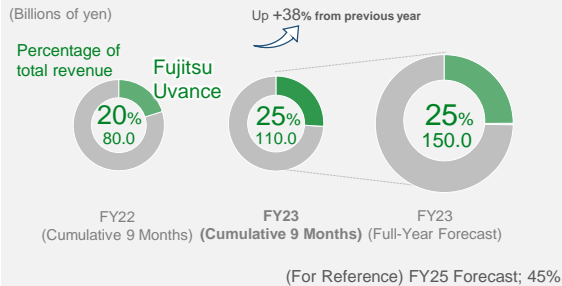 (Billions of yen)
Up +38% from previous year
Percentage of
total revenue
Fujitsu
Uvance
20%
80.0
25%
110.0
25%
150.0
FY22
(Cumulative 9 Months)
FY23
(Cumulative 9 Months)
FY23
(Full-Year Forecast)
(For Reference) FY25 Forecast; 45%